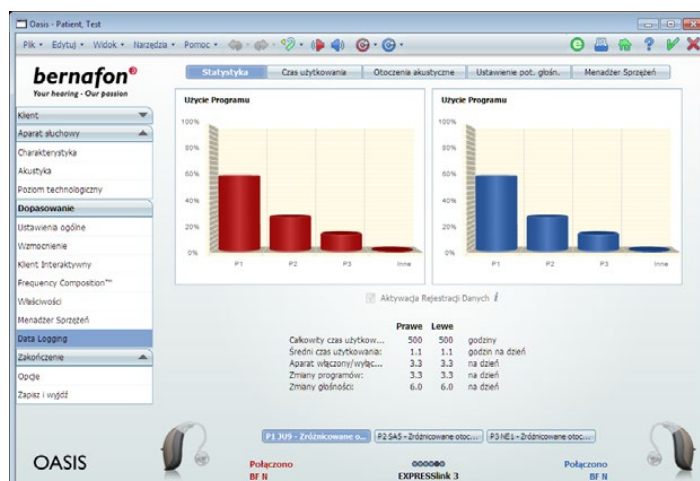 Oasis - Patient, Test
Plik Edytuj Widok Narzędzia Pomoc
bernafon®
Your hearing - Our passion
Statystyka Czas użytkowania Otoczenia akustyczne Ustawienie pot. głośn. Menadżer Sprzężeń
Klient
Aparat słuchowy
Charakterystyka
Akustyka
Poziom technologiczny
Dopasowanie
Ustawienia ogólne
Wzmocnienie
Klient Interaktywny
Frequency Composition™
Właściwości
Menadżer Sprzężeń
Data Logging
Zakończenie
Opcje
Zapisz i wyjdź
Użycie Programu
100%
80%
60%
40%
20%
0%
P1 P2 P3 Inne
Użycie Programu
100%
80%
60%
40%
20%
0%
P1 P2 P3 Inne
Aktywacja Rejestracji Danych i
Prawe Lewe
Całkowity czas użytkow... 500 500 godziny
Średni czas użytkowania: 1.1 1.1 godzin na dzień
Aparat włączony/wyłąc... 3.3 3.3 na dzień
Zmiany programów: 3.3 3.3 na dzień
Zmiany głośności: 6.0 6.0 na dzień
P1 JU9 - Zróżnicowane o... P2 SA5 - Zróżnicowane otoc... P3 NE1 - Zróżnicowane otoc...
OASIS
Połączono
BF N
EXPRESSlink 3
Połączono
BF N